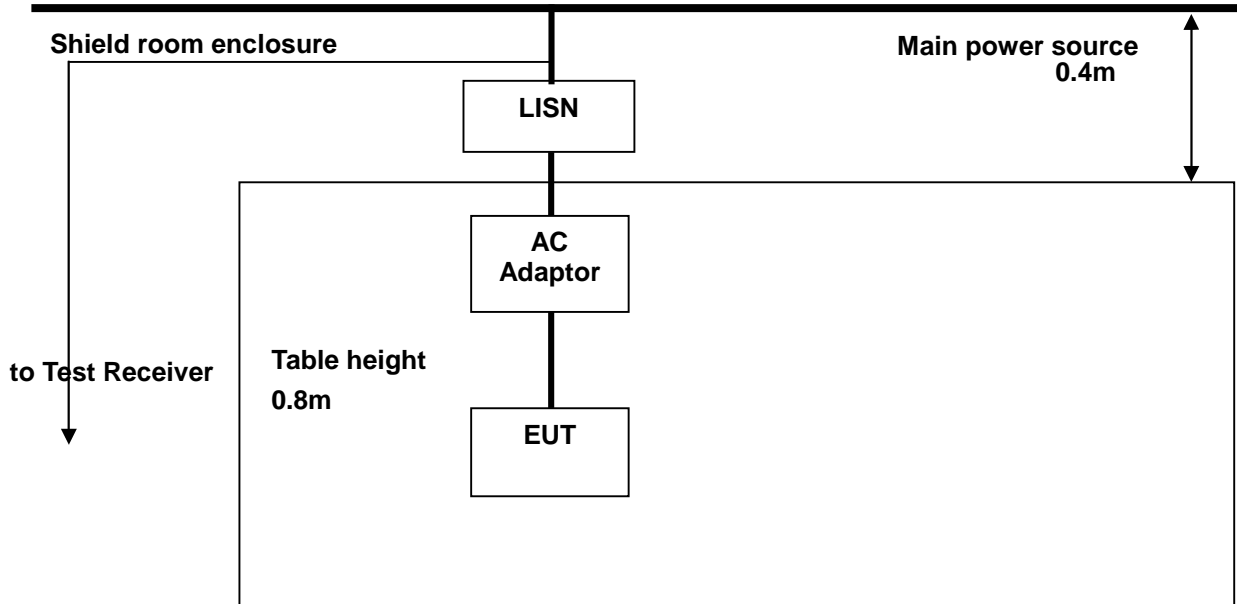 Shield room enclosure
Main power source
0.4m
LISN
AC
Adaptor
to Test Receiver
Table height
0.8m
EUT